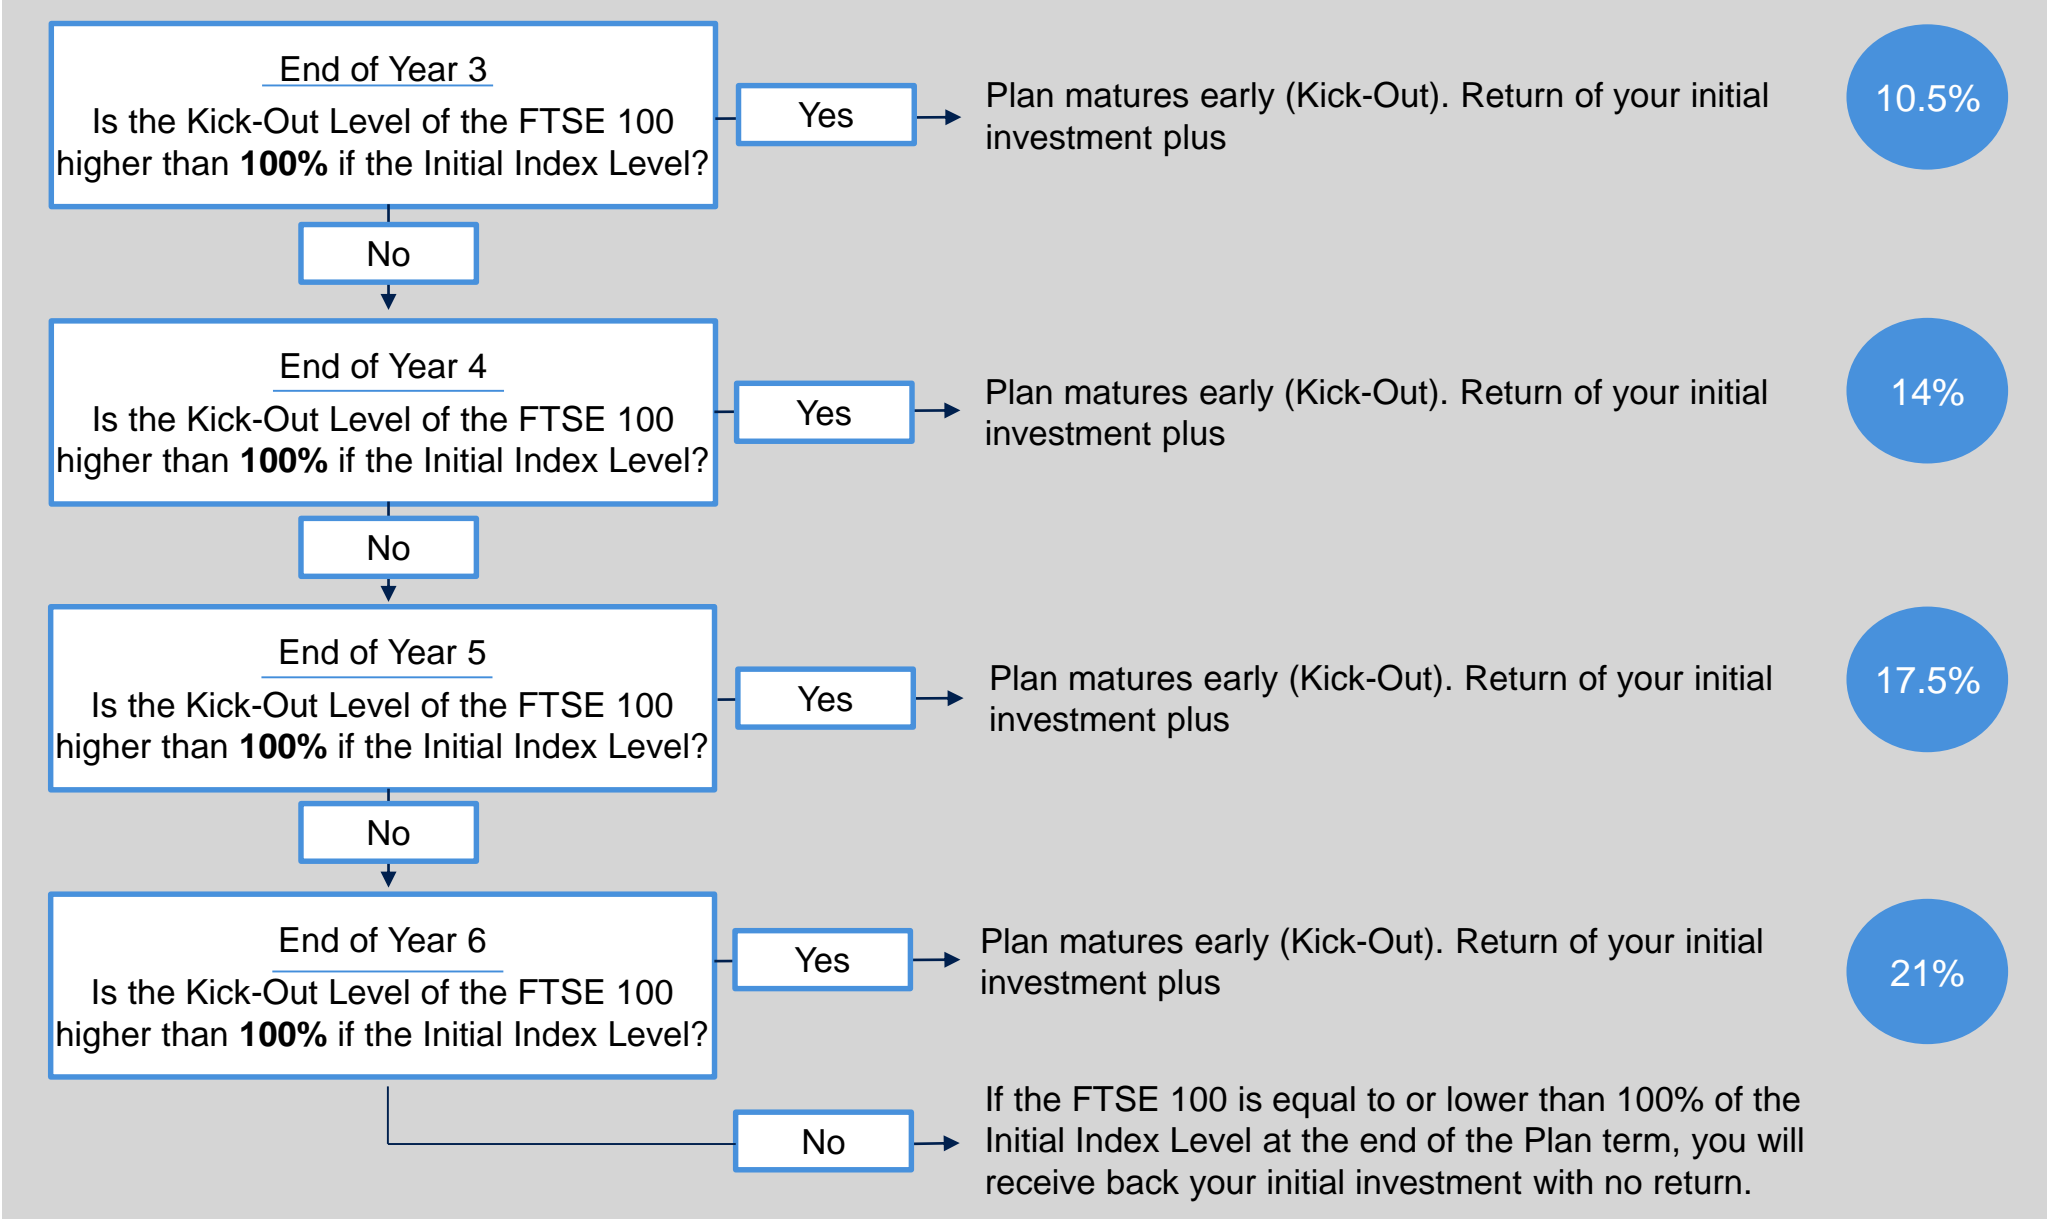 End of Year 3
Is the Kick-Out Level of the FTSE 100
higher than 100% if the Initial Index Level?
Yes
Plan matures early (Kick-Out). Return of your initial
investment plus
10.5%
No
End of Year 4
Is the Kick-Out Level of the FTSE 100
higher than 100% if the Initial Index Level?
Yes
Plan matures early (Kick-Out). Return of your initial
investment plus
14%
No
End of Year 5
Is the Kick-Out Level of the FTSE 100
higher than 100% if the Initial Index Level?
Yes
Plan matures early (Kick-Out). Return of your initial
investment plus
17.5%
No
End of Year 6
Is the Kick-Out Level of the FTSE 100
higher than 100% if the Initial Index Level?
Yes
Plan matures early (Kick-Out). Return of your initial
investment plus
21%
No
If the FTSE 100 is equal to or lower than 100% of the
Initial Index Level at the end of the Plan term, you will
receive back your initial investment with no return.